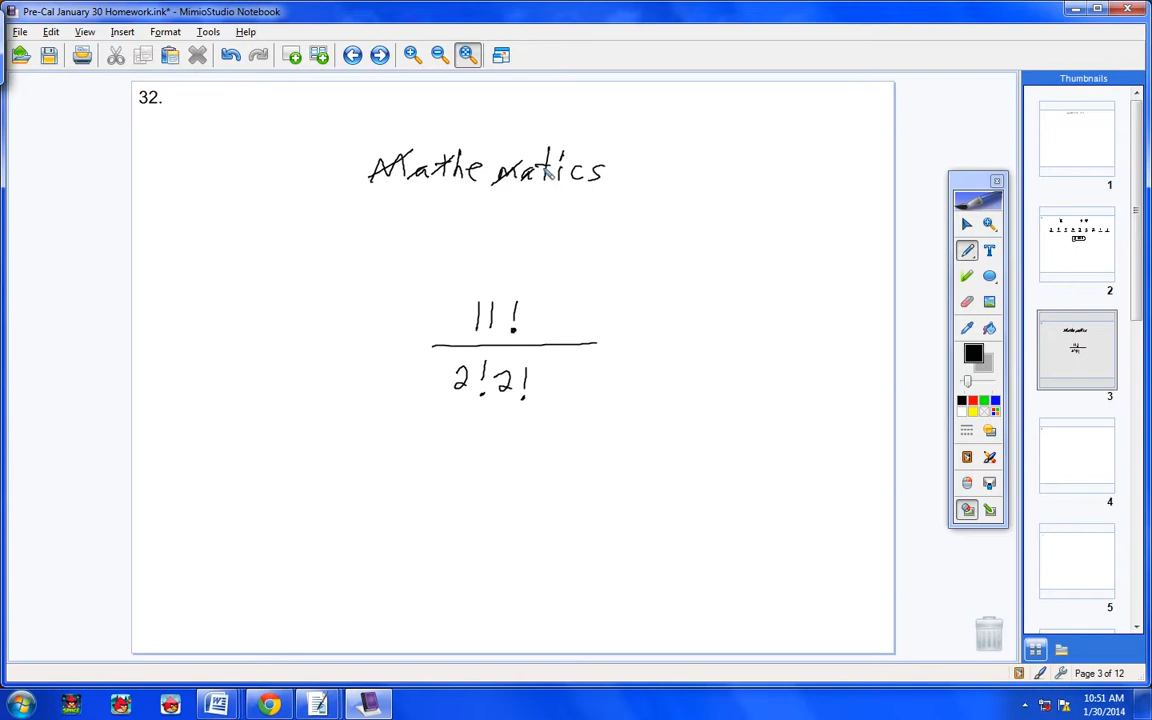 Pre-Cal January 30 Homework.ink* - MimioStudio Notebook
File Edit View Insert Format Tools Help
Thumbnails
32.
Mathematics
11!
2!2!
1
2
3
4
5
Page 3 of 12
10:51 AM
1/30/2014